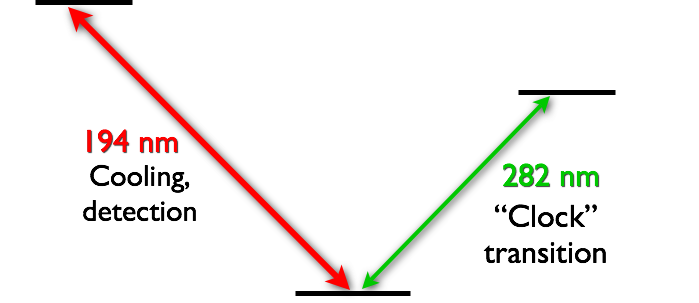 194 nm
Cooling,
detection
282 nm
“Clock”
transition